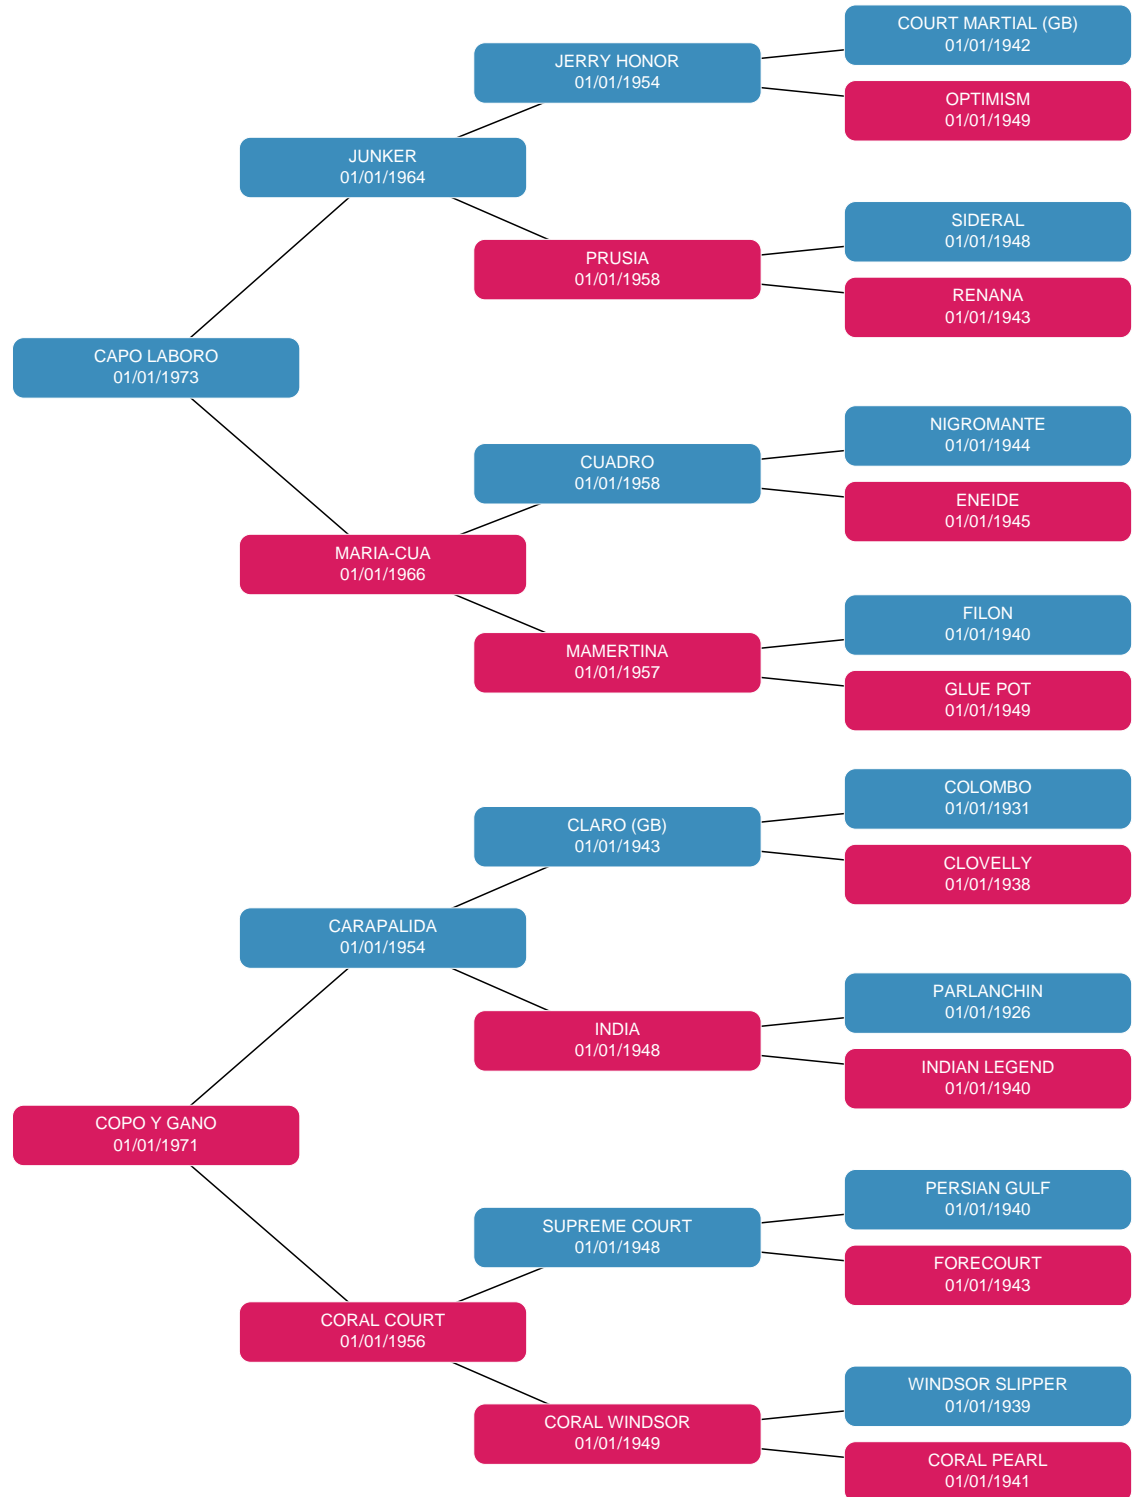 COURT MARTIAL (GB)
01/01/1942
JERRY HONOR
01/01/1954
OPTIMISM
01/01/1949
JUNKER
01/01/1964
SIDERAL
01/01/1948
PRUSIA
01/01/1958
RENANA
01/01/1943
CAPO LABORO
01/01/1973
NIGROMANTE
01/01/1944
CUADRO
01/01/1958
ENEIDE
01/01/1945
MARIA-CUA
01/01/1966
FILON
01/01/1940
MAMERTINA
01/01/1957
GLUE POT
01/01/1949
COLOMBO
01/01/1931
CLARO (GB)
01/01/1943
CLOVELLY
01/01/1938
CARAPALIDA
01/01/1954
PARLANCHIN
01/01/1926
INDIA
01/01/1948
INDIAN LEGEND
01/01/1940
COPO Y GANO
01/01/1971
PERSIAN GULF
01/01/1940
SUPREME COURT
01/01/1948
FORECOURT
01/01/1943
CORAL COURT
01/01/1956
WINDSOR SLIPPER
01/01/1939
CORAL WINDSOR
01/01/1949
CORAL PEARL
01/01/1941